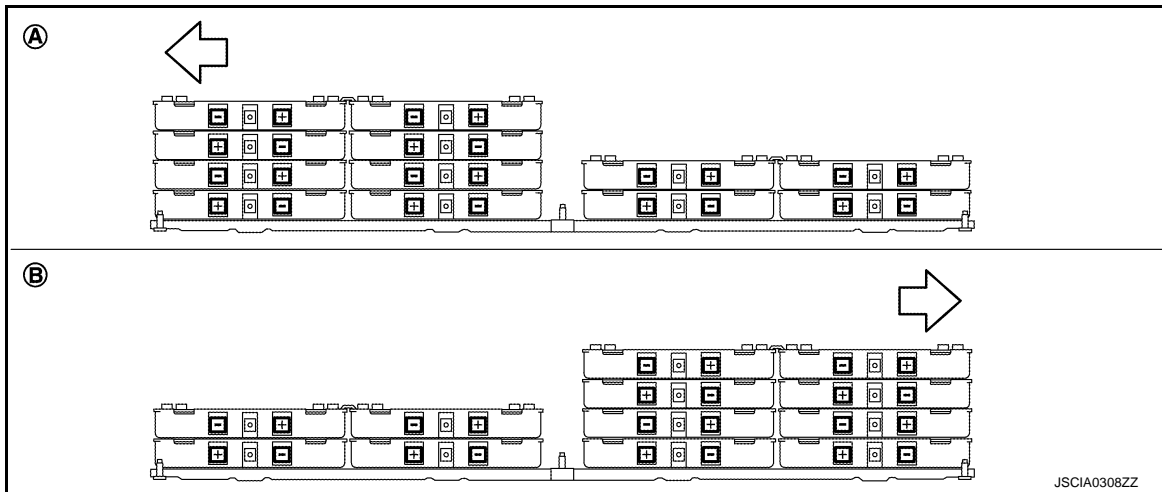 A
- + - +
+ - + -
- + - + - + - +
+ - + - + - + -
B
- + - +
+ - + -
- + - + - + - +
+ - + - + - + -
JSCIA0308ZZ